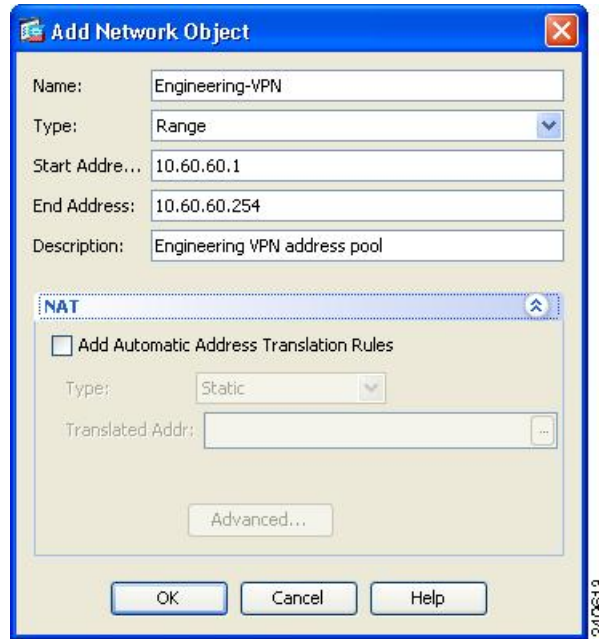 Add Network Object
Name: Engineering-VPN
Type: Range
Start Addre... 10.60.60.1
End Address: 10.60.60.254
Description: Engineering VPN address pool
NAT
Add Automatic Address Translation Rules
Type: Static
Translated Addr: ...
Advanced...
OK Cancel Help
240613